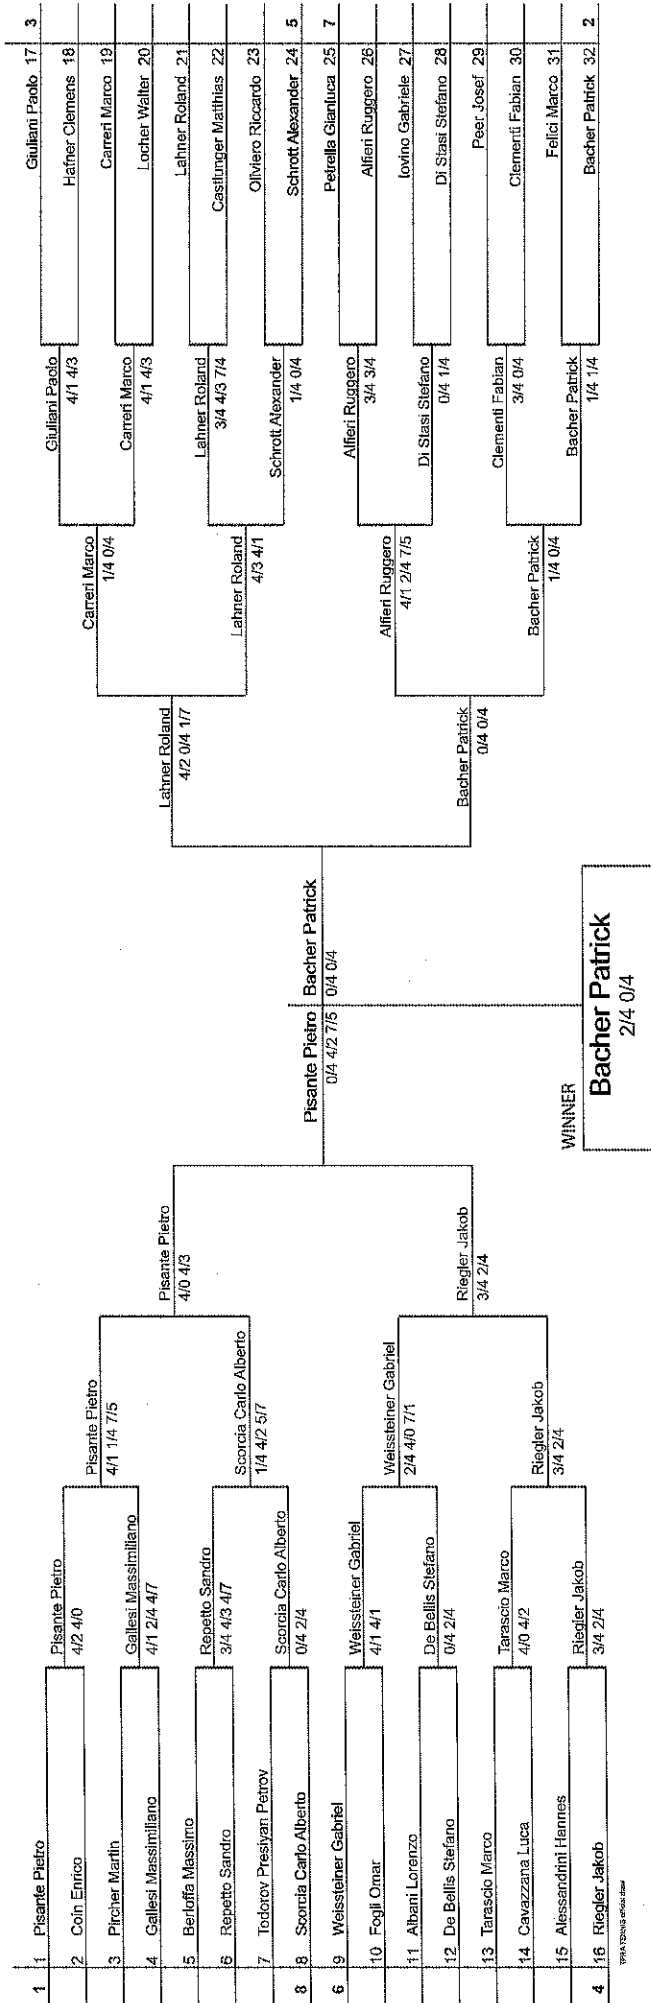 1 1 Pisante Pietro
2 Coin Enrico
3 Pircher Martin
4 Gallesi Massimiliano
5 Berloffa Massimo
6 Repetto Sandro
7 Todorov Presiyan Petrov
8 8 Scorcia Carlo Alberto
6 9 Weissteiner Gabriel
10 Fogli Omar
11 Albani Lorenzo
12 De Bellis Stefano
13 Tarascio Marco
14 Cavazzana Luca
15 Alessandrini Hannes
4 16 Riegler Jakob
Pisante Pietro
4/2 4/0
Gallesi Massimiliano
4/1 2/4 4/7
Repetto Sandro
3/4 4/3 4/7
Scorcia Carlo Alberto
0/4 2/4
Weissteiner Gabriel
4/1 4/1
De Bellis Stefano
0/4 2/4
Tarascio Marco
4/0 4/2
Riegler Jakob
3/4 2/4
Pisante Pietro
4/1 1/4 7/5
Scorcia Carlo Alberto
1/4 4/2 5/7
Weissteiner Gabriel
2/4 4/0 7/1
Riegler Jakob
3/4 2/4
Pisante Pietro
4/0 4/3
Riegler Jakob
3/4 2/4
Pisante Pietro
0/4 4/2 7/5
Bacher Patrick
0/4 0/4
WINNER
Bacher Patrick
2/4 0/4
Lahner Roland
4/2 0/4 1/7
Bacher Patrick
0/4 0/4
Carreri Marco
1/4 0/4
Lahner Roland
4/3 4/1
Alfieri Ruggero
4/1 2/4 7/5
Bacher Patrick
1/4 0/4
Giuliani Paolo
4/1 4/3
Carreri Marco
4/1 4/3
Lahner Roland
3/4 4/3 7/4
Schrott Alexander
1/4 0/4
Alfieri Ruggero
3/4 3/4
Di Stasi Stefano
0/4 1/4
Clementi Fabian
3/4 0/4
Bacher Patrick
1/4 1/4
Giuliani Paolo 17 3
Hafner Clemens 18
Carreri Marco 19
Locher Walter 20
Lahner Roland 21
Castlunger Matthias 22
Oliviero Riccardo 23
Schrott Alexander 24 5
Petrella Gianluca 25 7
Alfieri Ruggero 26
Iovino Gabriele 27
Di Stasi Stefano 28
Peer Josef 29
Clementi Fabian 30
Felici Marco 31
Bacher Patrick 32 2